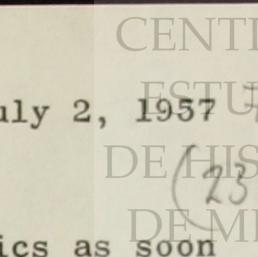 CENT
uly 2, 1957
ESTU
DE HIS
(23
DE M
ics as soon